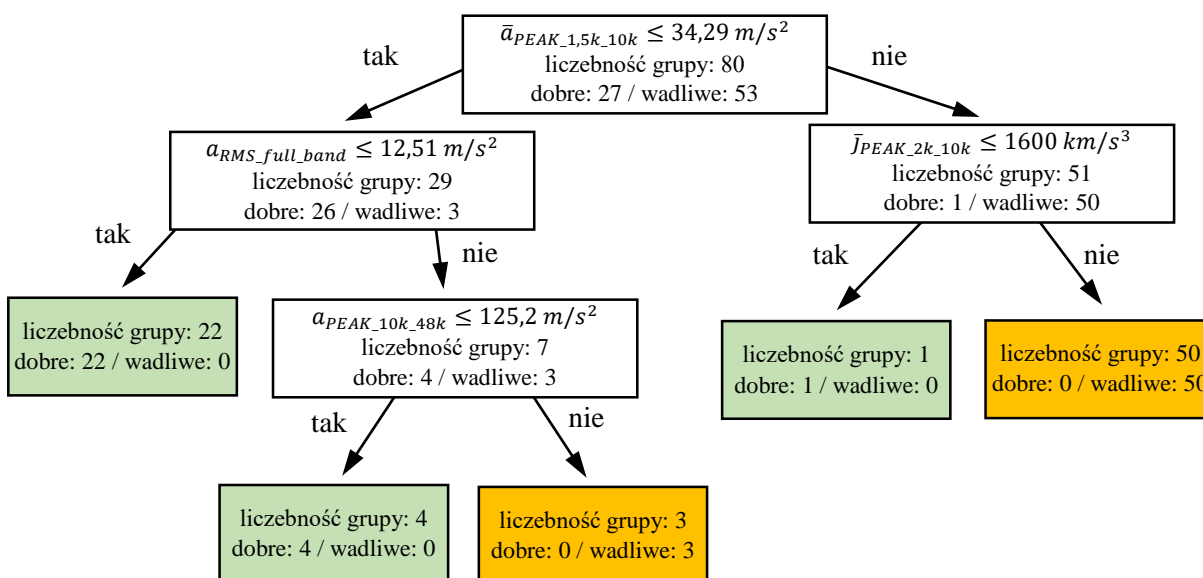 ā_PEAK_1,5k_10k ≤ 34,29 m/s²
liczebność grupy: 80
dobre: 27 / wadliwe: 53
tak
nie
a_RMS_full_band ≤ 12,51 m/s²
liczebność grupy: 29
dobre: 26 / wadliwe: 3
j̄_PEAK_2k_10k ≤ 1600 km/s³
liczebność grupy: 51
dobre: 1 / wadliwe: 50
tak
nie
tak
nie
liczebność grupy: 22
dobre: 22 / wadliwe: 0
a_PEAK_10k_48k ≤ 125,2 m/s²
liczebność grupy: 7
dobre: 4 / wadliwe: 3
liczebność grupy: 1
dobre: 1 / wadliwe: 0
liczebność grupy: 50
dobre: 0 / wadliwe: 50
tak
nie
liczebność grupy: 4
dobre: 4 / wadliwe: 0
liczebność grupy: 3
dobre: 0 / wadliwe: 3